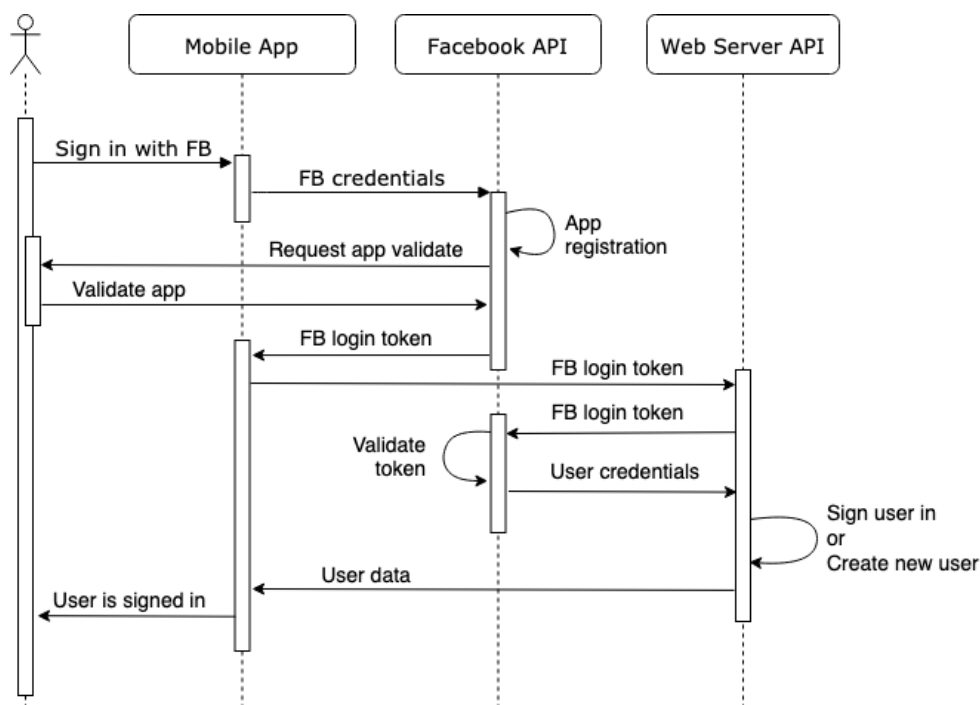 Mobile App
Facebook API
Web Server API
Sign in with FB
FB credentials
App
registration
Request app validate
Validate app
FB login token
FB login token
FB login token
Validate
token
User credentials
Sign user in
or
Create new user
User data
User is signed in